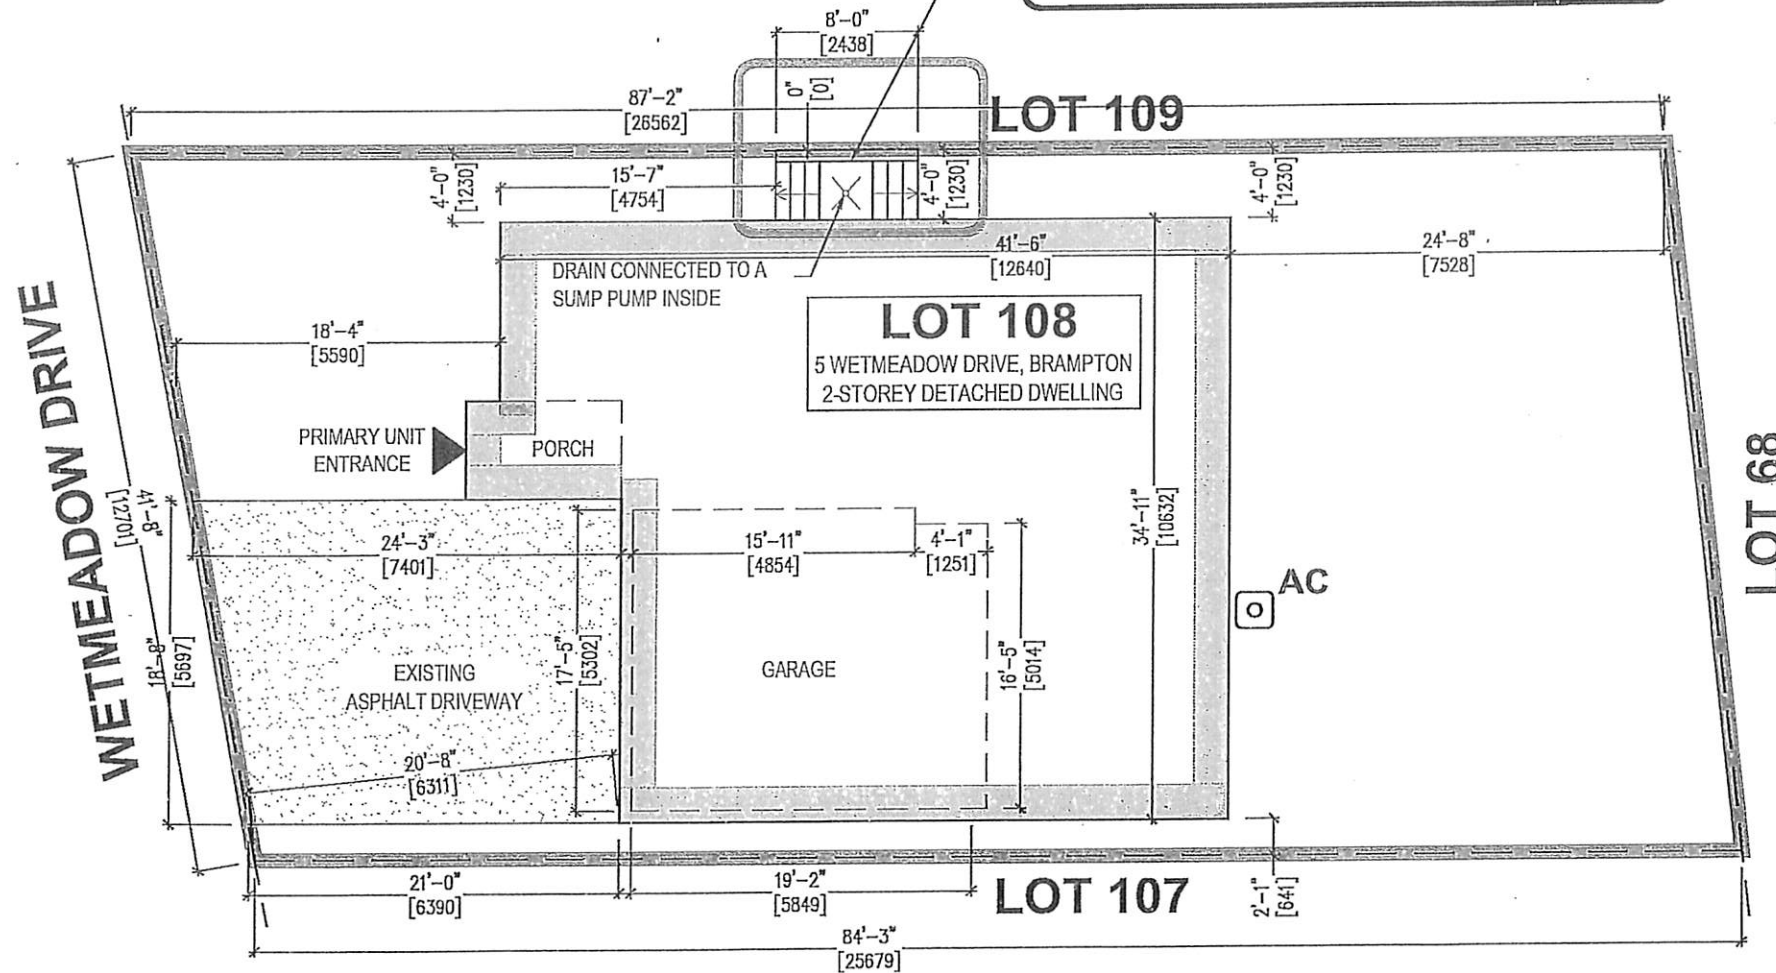 8'-0"
[2438]
0"
[0]
87'-2"
[26562]
LOT 109
4'-0"
[1230]
15'-7"
[4754]
4'-0"
[1230]
4'-0"
[1230]
41'-6"
[12640]
24'-8"
[7528]
DRAIN CONNECTED TO A
SUMP PUMP INSIDE
LOT 108
5 WETMEADOW DRIVE, BRAMPTON
2-STOREY DETACHED DWELLING
18'-4"
[5590]
WETMEADOW DRIVE
PRIMARY UNIT
ENTRANCE
PORCH
LOT 68
41'-8"
[12701]
34'-11"
[10632]
24'-3"
[7401]
15'-11"
[4854]
4'-1"
[1251]
AC
18'-8"
[5697]
17'-5"
[5302]
16'-5"
[5014]
EXISTING
ASPHALT DRIVEWAY
GARAGE
20'-8"
[6311]
21'-0"
[6390]
19'-2"
[5849]
LOT 107
2'-1"
[641]
84'-3"
[25679]